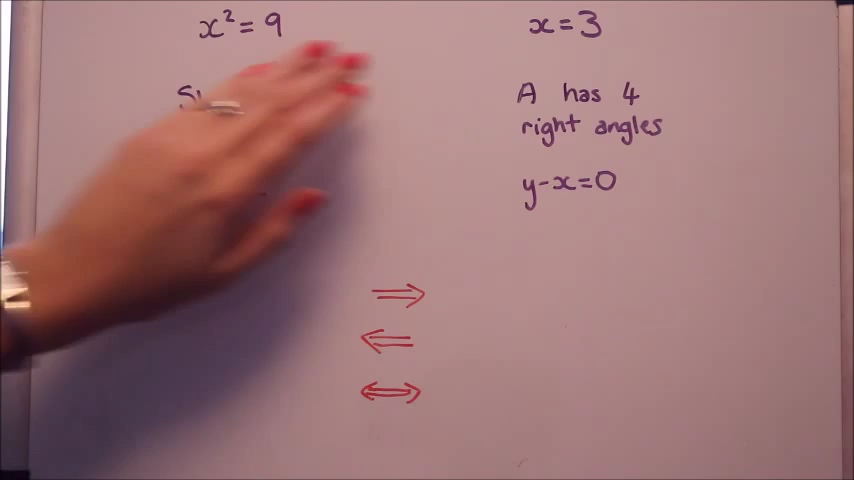 x² = 9
x = 3
A has 4
right angles
y-x=0
⇒
⇐
⇔